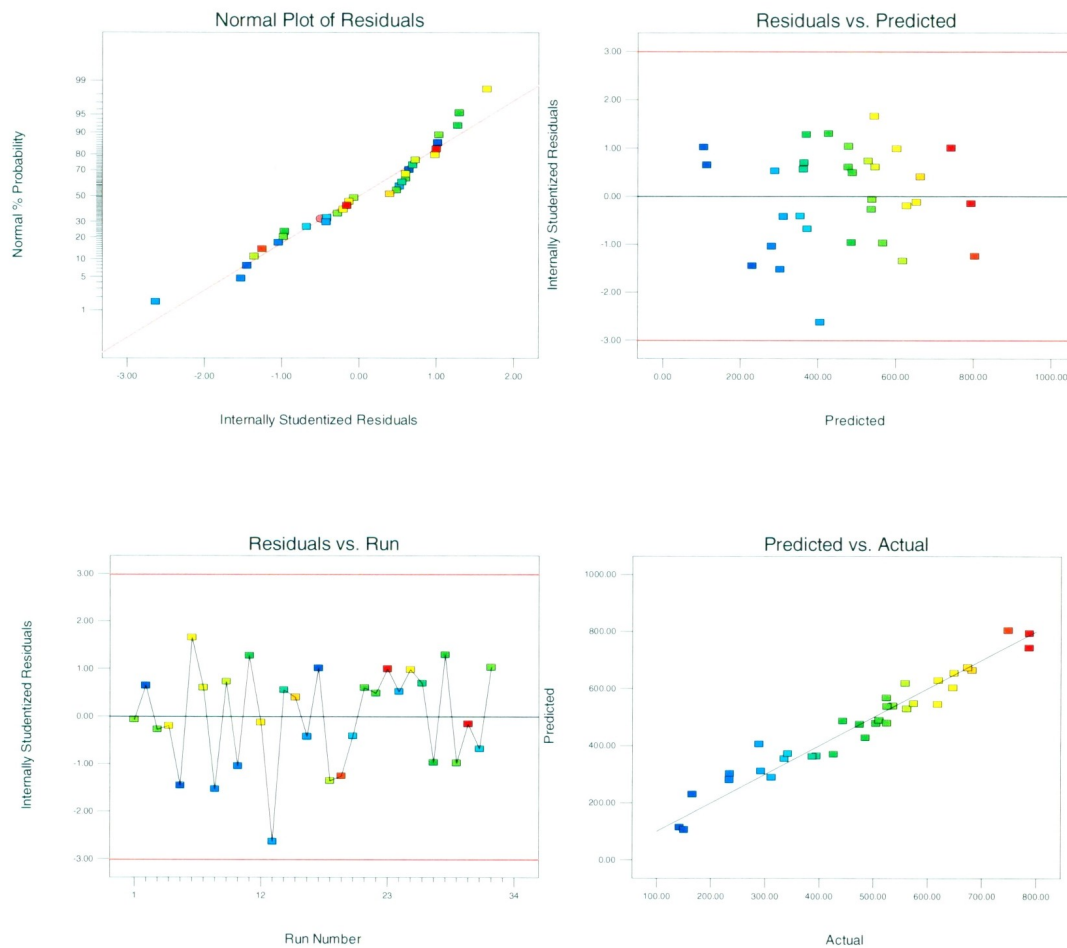 Normal Plot of Residuals
Normal % Probability
99
95
90
80
70
50
30
20
10
5
1
-3.00 -2.00 -1.00 0.00 1.00 2.00
Internally Studentized Residuals
Residuals vs. Predicted
Internally Studentized Residuals
3.00
2.00
1.00
0.00
-1.00
-2.00
-3.00
0.00 200.00 400.00 600.00 800.00 1000.00
Predicted
Residuals vs. Run
Internally Studentized Residuals
3.00
2.00
1.00
0.00
-1.00
-2.00
-3.00
1 12 23 34
Run Number
Predicted vs. Actual
Predicted
1000.00
800.00
600.00
400.00
200.00
0.00
100.00 200.00 300.00 400.00 500.00 600.00 700.00 800.00
Actual